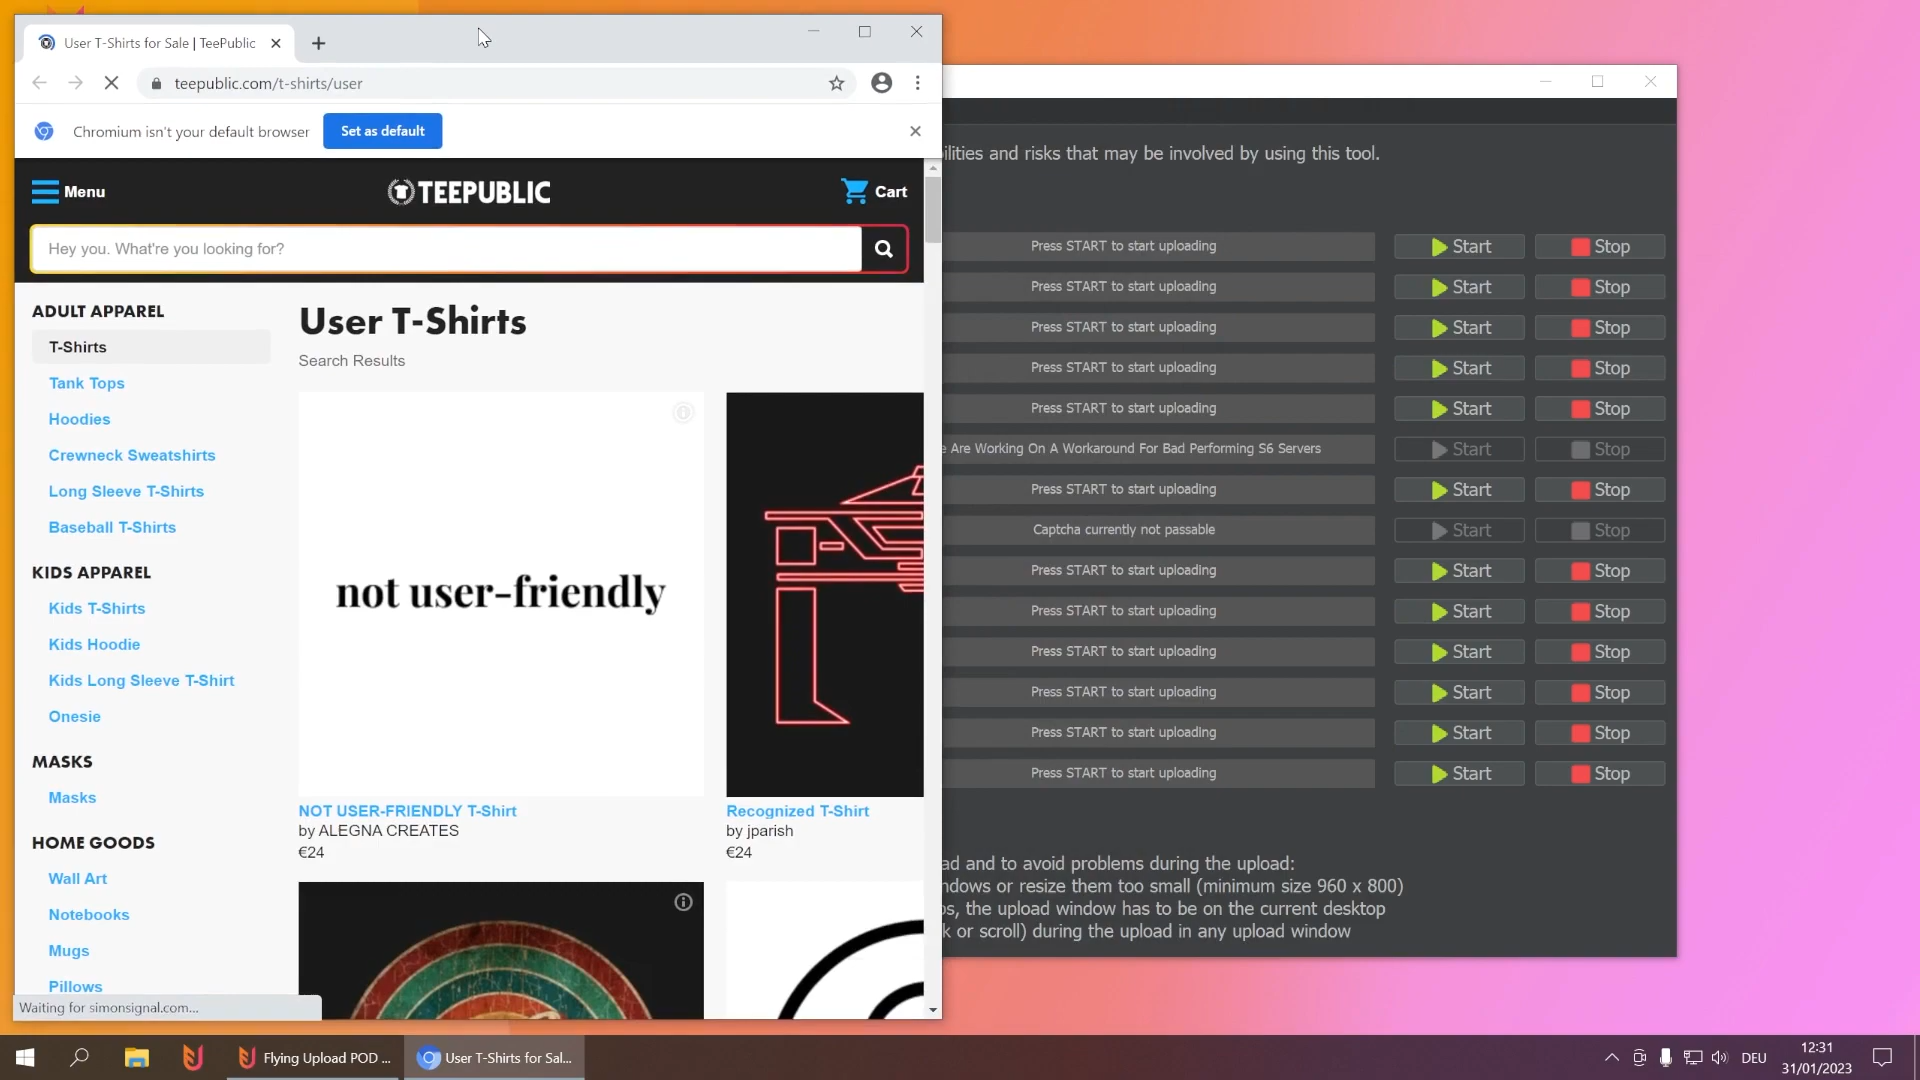 User T-Shirts for Sale | TeePublic
teepublic.com/t-shirts/user
Chromium isn't your default browser
Set as default
Menu
TEEPUBLIC
Cart
Hey you. What're you looking for?
ADULT APPAREL
T-Shirts
Tank Tops
Hoodies
Crewneck Sweatshirts
Long Sleeve T-Shirts
Baseball T-Shirts
KIDS APPAREL
Kids T-Shirts
Kids Hoodie
Kids Long Sleeve T-Shirt
Onesie
MASKS
Masks
HOME GOODS
Wall Art
Notebooks
Mugs
Pillows
Waiting for simonsignal.com...
User T-Shirts
Search Results
not user-friendly
NOT USER-FRIENDLY T-Shirt
by ALEGNA CREATES
€24
Recognized T-Shirt
by jparish
€24
and risks that may be involved by using this tool.
Press START to start uploading Start Stop
Press START to start uploading Start Stop
Press START to start uploading Start Stop
Press START to start uploading Start Stop
Press START to start uploading Start Stop
Are Working On A Workaround For Bad Performing S6 Servers Start Stop
Press START to start uploading Start Stop
Captcha currently not passable Start Stop
Press START to start uploading Start Stop
Press START to start uploading Start Stop
Press START to start uploading Start Stop
Press START to start uploading Start Stop
Press START to start uploading Start Stop
Press START to start uploading Start Stop
and to avoid problems during the upload:
or resize them too small (minimum size 960 x 800)
the upload window has to be on the current desktop
or scroll) during the upload in any upload window
Flying Upload POD ...
User T-Shirts for Sal...
DEU
12:31
31/01/2023